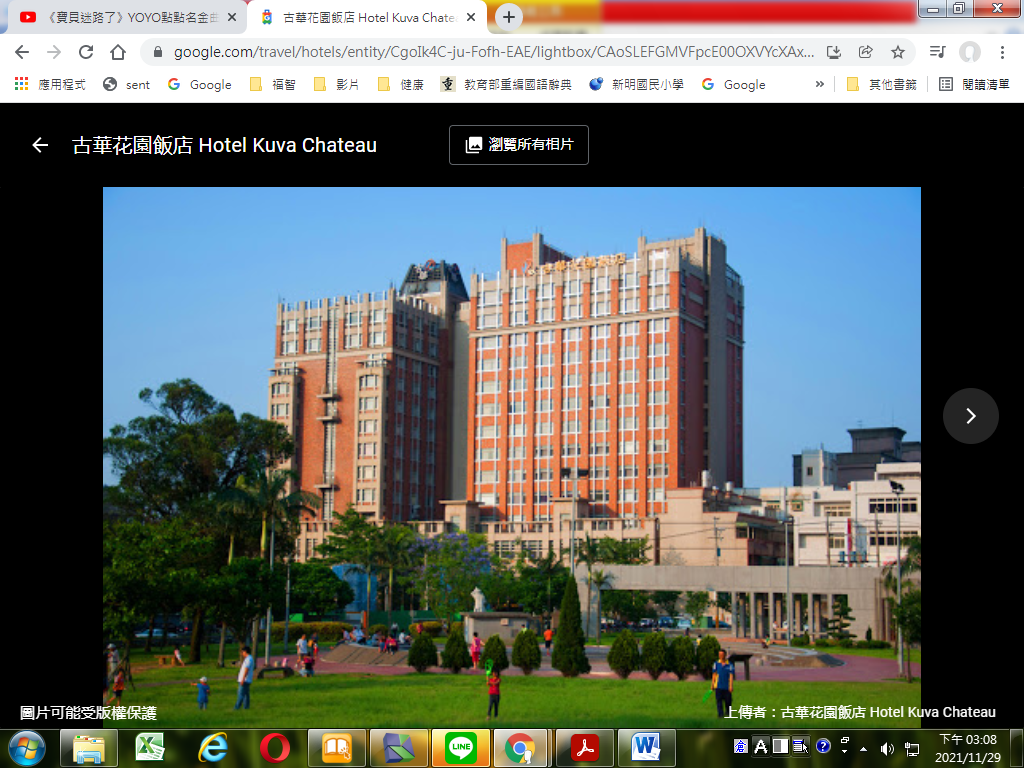 《寶貝迷路了》YOYO點點名金曲
古華花園飯店 Hotel Kuva Chatea
google.com/travel/hotels/entity/CgoIk4C-ju-Fofh-EAE/lightbox/CAoSLEFGMVFpcE00OXVYcXAx...
應用程式
sent
Google
福智
影片
健康
教育部重編國語辭典
新明國民小學
Google
»
其他書籤
閱讀清單
古華花園飯店 Hotel Kuva Chateau
瀏覽所有相片
圖片可能受版權保護
上傳者：古華花園飯店 Hotel Kuva Chateau
LINE
A
下午 03:08
2021/11/29